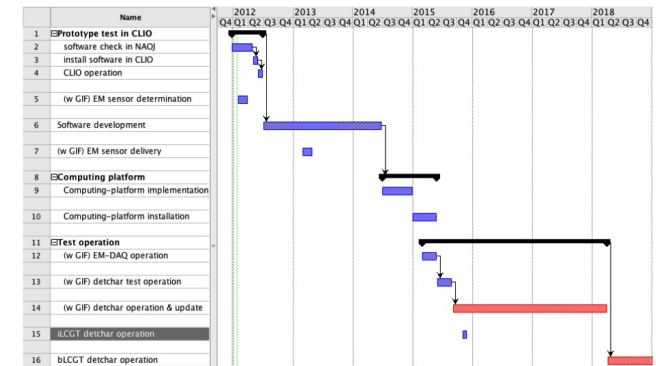 Name
2012 2013 2014 2015 2016 2017 2018
Q4 Q1 Q2 Q3 Q4 Q1 Q2 Q3 Q4 Q1 Q2 Q3 Q4 Q1 Q2 Q3 Q4 Q1 Q2 Q3 Q4 Q1 Q2 Q3 Q4 Q1 Q2 Q3 Q4
1 Prototype test in CLIO
2 software check in NAOJ
3 install software in CLIO
4 CLIO operation
5 (w GIF) EM sensor determination
6 Software development
7 (w GIF) EM sensor delivery
8 Computing-platform
9 Computing-platform implementation
10 Computing-platform installation
11 Test operation
12 (w GIF) EM-DAQ operation
13 (w GIF) detchar test operation
14 (w GIF) detchar operation & update
15 iLCGT detchar operation
16 bLCGT detchar operation